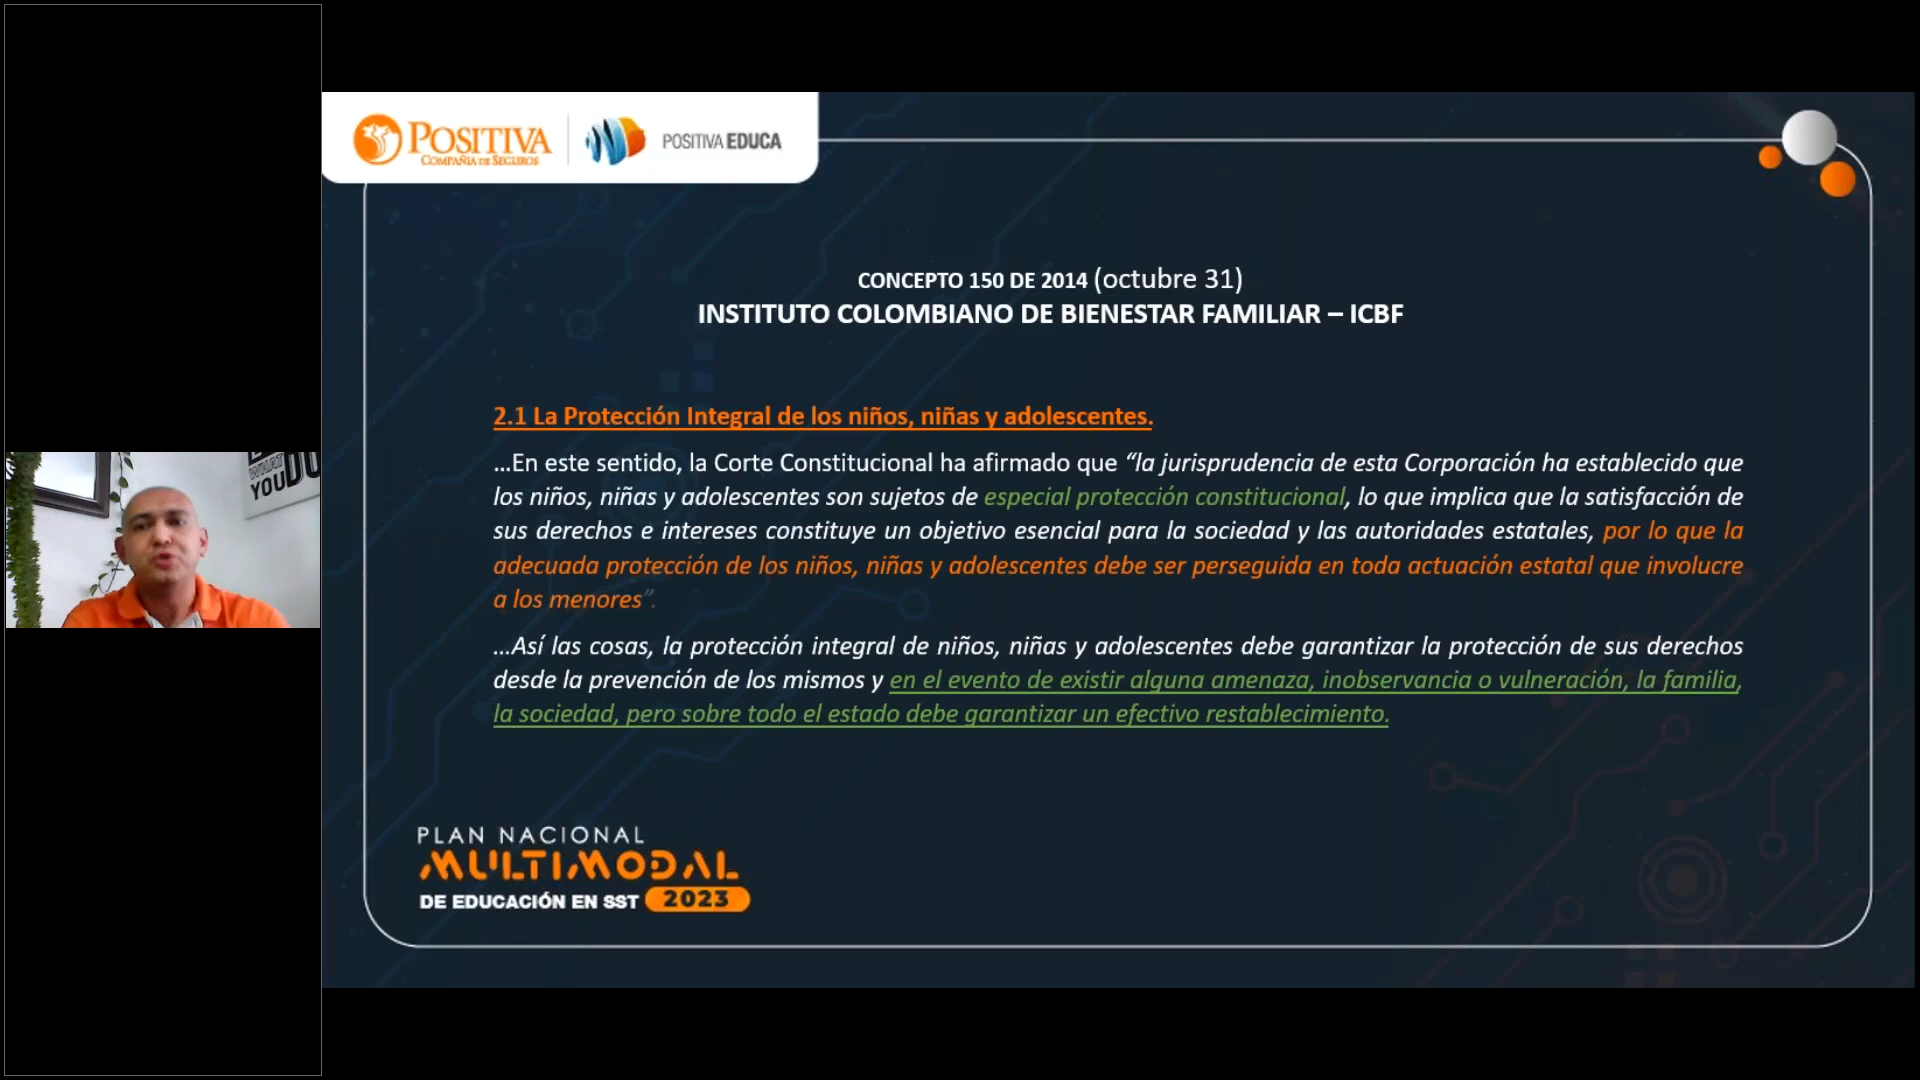 POSITIVA
COMPAÑIA DE SEGUROS
POSITIVA EDUCA
CONCEPTO 150 DE 2014 (octubre 31)
INSTITUTO COLOMBIANO DE BIENESTAR FAMILIAR – ICBF
2.1 La Protección Integral de los niños, niñas y adolescentes.
...En este sentido, la Corte Constitucional ha afirmado que “la jurisprudencia de esta Corporación ha establecido que
los niños, niñas y adolescentes son sujetos de especial protección constitucional, lo que implica que la satisfacción de
sus derechos e intereses constituye un objetivo esencial para la sociedad y las autoridades estatales, por lo que la
adecuada protección de los niños, niñas y adolescentes debe ser perseguida en toda actuación estatal que involucre
a los menores”.
...Así las cosas, la protección integral de niños, niñas y adolescentes debe garantizar la protección de sus derechos
desde la prevención de los mismos y en el evento de existir alguna amenaza, inobservancia o vulneración, la familia,
la sociedad, pero sobre todo el estado debe garantizar un efectivo restablecimiento.
WHAT
YOU DO
PLAN NACIONAL
MULTIMODAL
DE EDUCACIÓN EN SST 2023